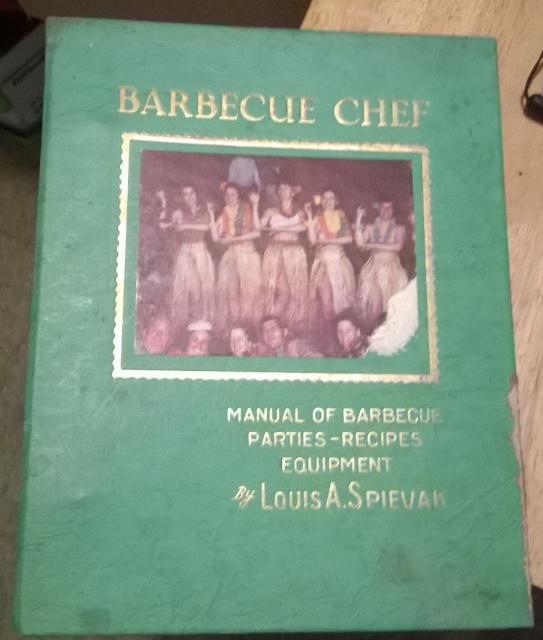 BARBECUE CHEF
MANUAL OF BARBECUE
PARTIES-RECIPES
EQUIPMENT
By LOUIS A. SPIEVAK